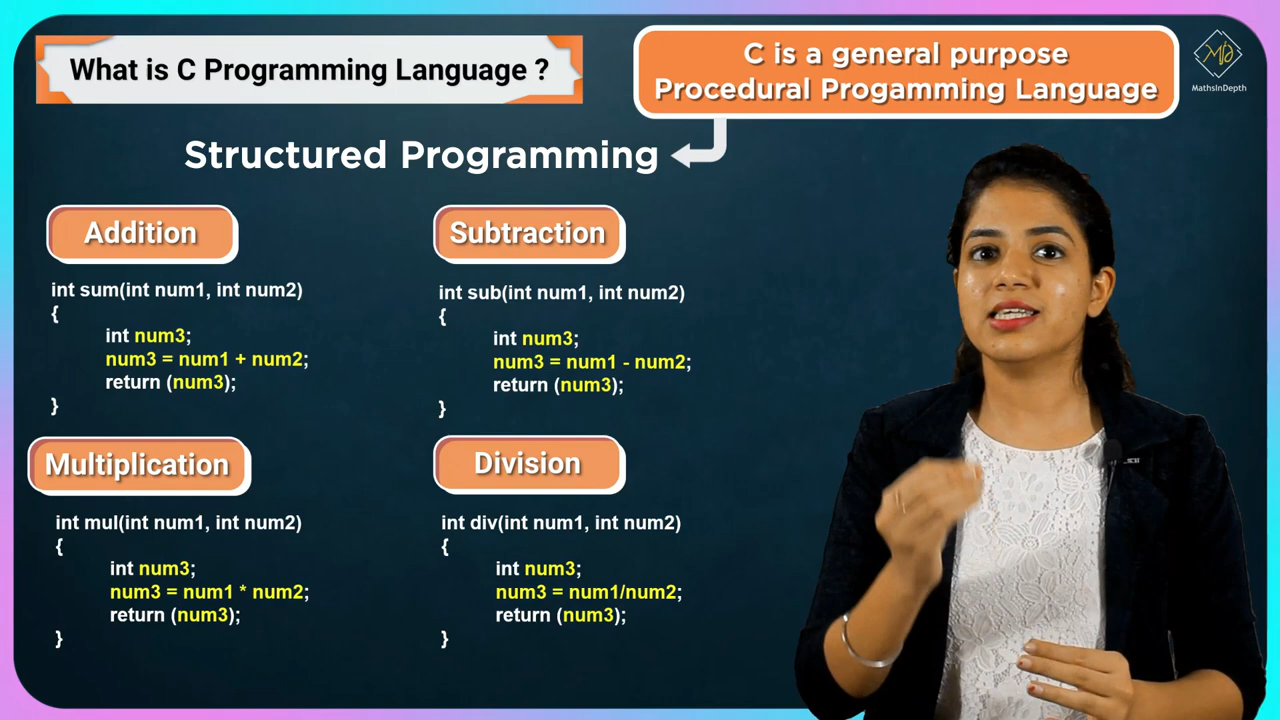 What is C Programming Language ?
C is a general purpose
Procedural Progamming Language
MathsInDepth
Structured Programming
Addition
int sum(int num1, int num2)
{
int num3;
num3 = num1 + num2;
return (num3);
}
Subtraction
int sub(int num1, int num2)
{
int num3;
num3 = num1 - num2;
return (num3);
}
Multiplication
int mul(int num1, int num2)
{
int num3;
num3 = num1 * num2;
return (num3);
}
Division
int div(int num1, int num2)
{
int num3;
num3 = num1/num2;
return (num3);
}